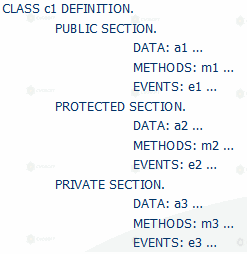 CLASS c1 DEFINITION.
PUBLIC SECTION.
DATA: a1 ...
METHODS: m1 ...
EVENTS: e1 ...
PROTECTED SECTION.
DATA: a2 ...
METHODS: m2 ...
EVENTS: e2 ...
PRIVATE SECTION.
DATA: a3 ...
METHODS: m3 ...
EVENTS: e3 ...